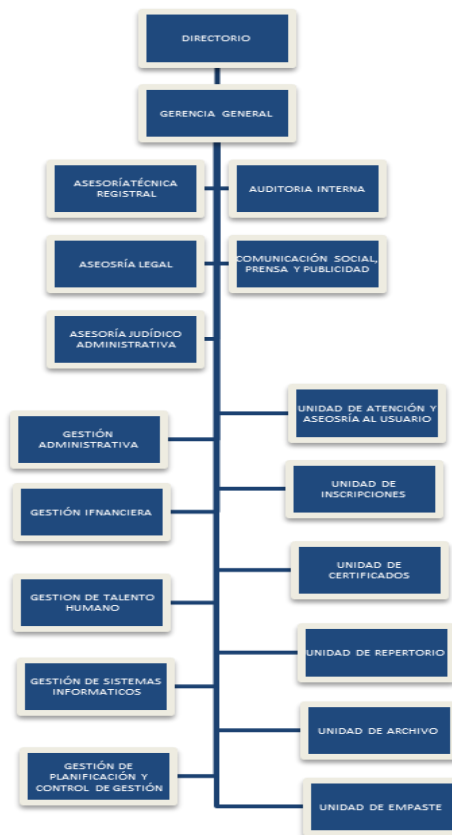 DIRECTORIO
GERENCIA GENERAL
ASESORÍATÉCNICA
REGISTRAL
AUDITORIA INTERNA
ASEOSRÍA LEGAL
COMUNICACIÓN SOCIAL,
PRENSA Y PUBLICIDAD
ASESORÍA JUDÍDICO
ADMINISTRATIVA
UNIDAD DE ATENCIÓN Y
ASEOSRÍA AL USUARIO
GESTIÓN
ADMINISTRATIVA
UNIDAD DE
INSCRIPCIONES
GESTIÓN IFNANCIERA
UNIDAD DE
CERTIFICADOS
GESTION DE TALENTO
HUMANO
UNIDAD DE REPERTORIO
GESTIÓN DE SISTEMAS
INFORMATICOS
UNIDAD DE ARCHIVO
GESTIÓN DE
PLANIFICACIÓN Y
CONTROL DE GESTIÓN
UNIDAD DE EMPASTE